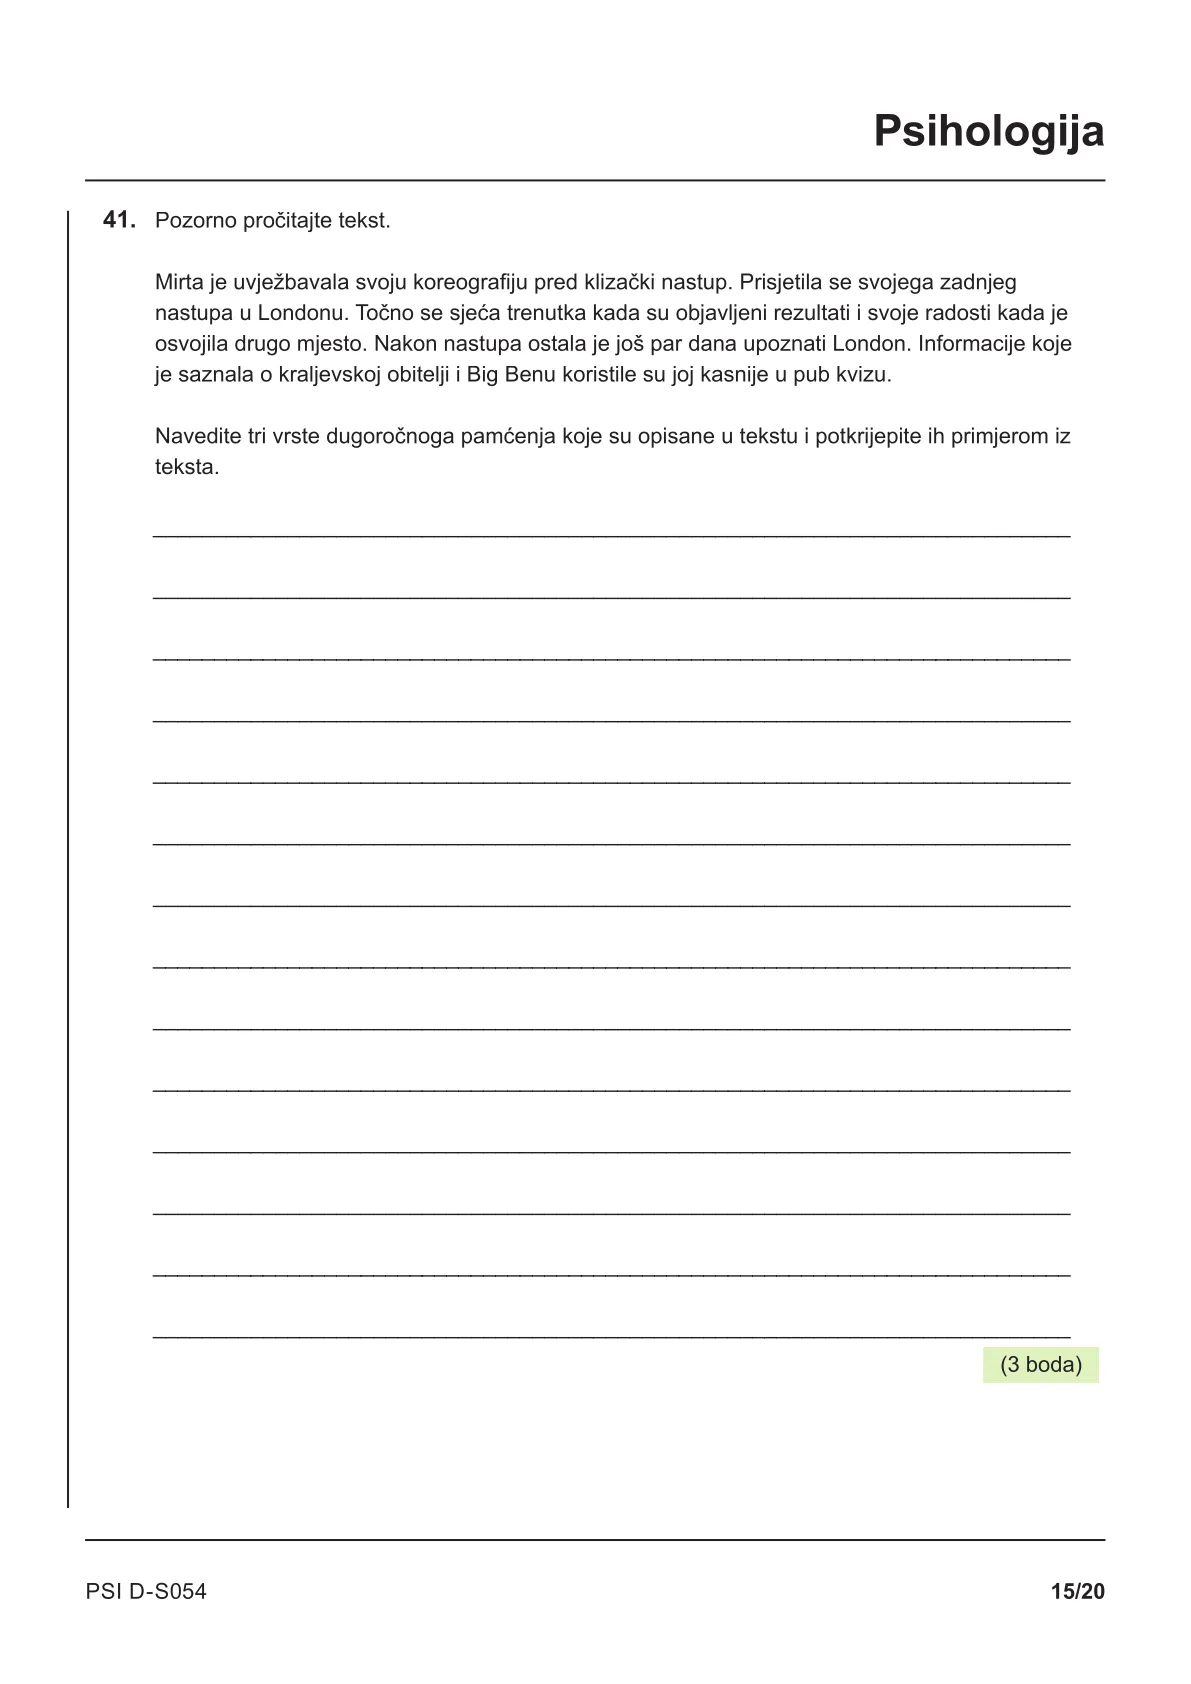 Psihologija
41. Pozorno pročitajte tekst.
Mirta je uvježbavala svoju koreografiju pred klizački nastup. Prisjetila se svojega zadnjeg
nastupa u Londonu. Točno se sjeća trenutka kada su objavljeni rezultati i svoje radosti kada je
osvojila drugo mjesto. Nakon nastupa ostala je još par dana upoznati London. Informacije koje
je saznala o kraljevskoj obitelji i Big Benu koristile su joj kasnije u pub kvizu.
Navedite tri vrste dugoročnoga pamćenja koje su opisane u tekstu i potkrijepite ih primjerom iz
teksta.
(3 boda)
PSI D-S054
15/20